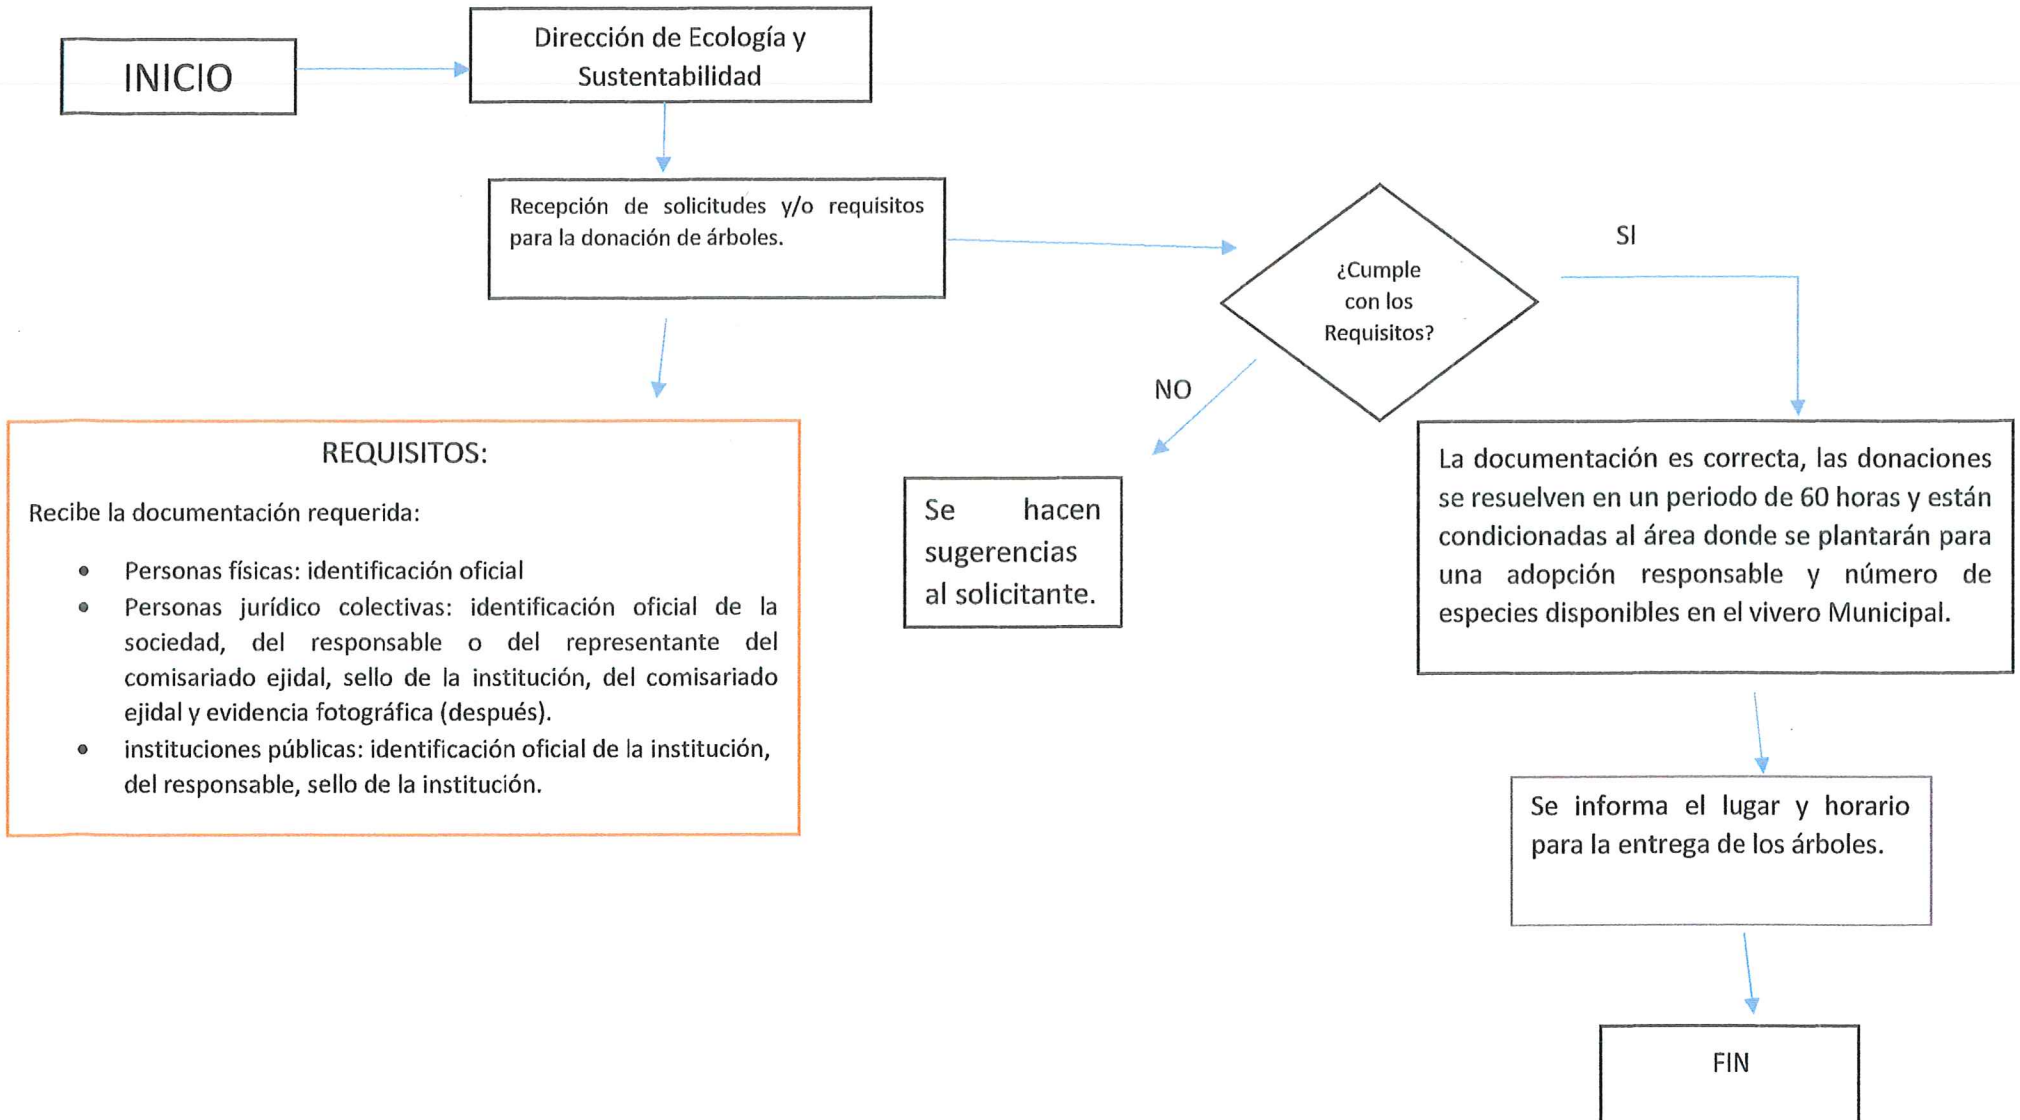 INICIO
Dirección de Ecología y
Sustentabilidad
Recepción de solicitudes y/o requisitos
para la donación de árboles.
¿Cumple
con los
Requisitos?
SI
NO
REQUISITOS:
Recibe la documentación requerida:
• Personas físicas: identificación oficial
• Personas jurídico colectivas: identificación oficial de la
sociedad, del responsable o del representante del
comisariado ejidal, sello de la institución, del comisariado
ejidal y evidencia fotográfica (después).
• instituciones públicas: identificación oficial de la institución,
del responsable, sello de la institución.
Se hacen
sugerencias
al solicitante.
La documentación es correcta, las donaciones
se resuelven en un periodo de 60 horas y están
condicionadas al área donde se plantarán para
una adopción responsable y número de
especies disponibles en el vivero Municipal.
Se informa el lugar y horario
para la entrega de los árboles.
FIN